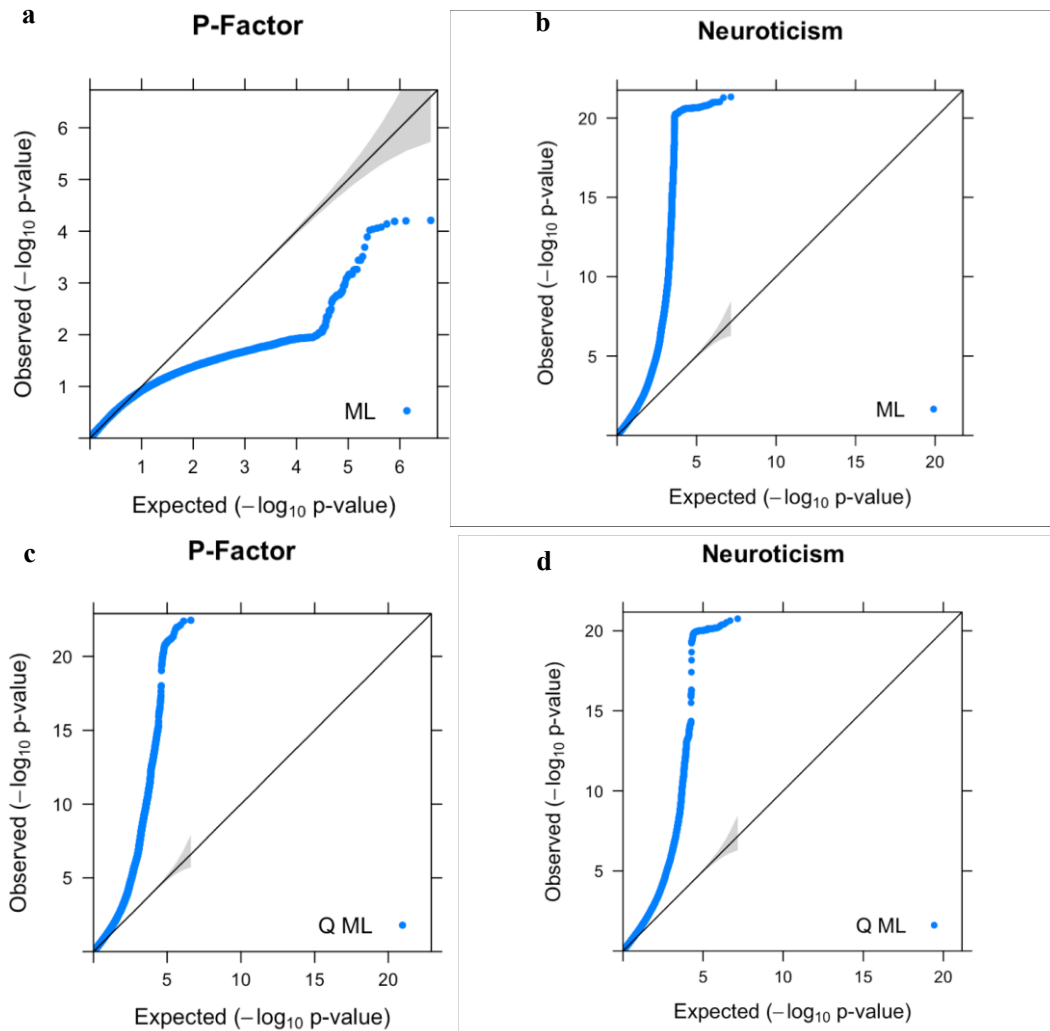 a
P-Factor
Observed (−log10 p-value)
6
5
4
3
2
1
ML
1 2 3 4 5 6
Expected (−log10 p-value)
b
Neuroticism
Observed (−log10 p-value)
20
15
10
5
ML
5 10 15 20
Expected (−log10 p-value)
c
P-Factor
Observed (−log10 p-value)
20
15
10
5
Q ML
5 10 15 20
Expected (−log10 p-value)
d
Neuroticism
Observed (−log10 p-value)
20
15
10
5
Q ML
5 10 15 20
Expected (−log10 p-value)